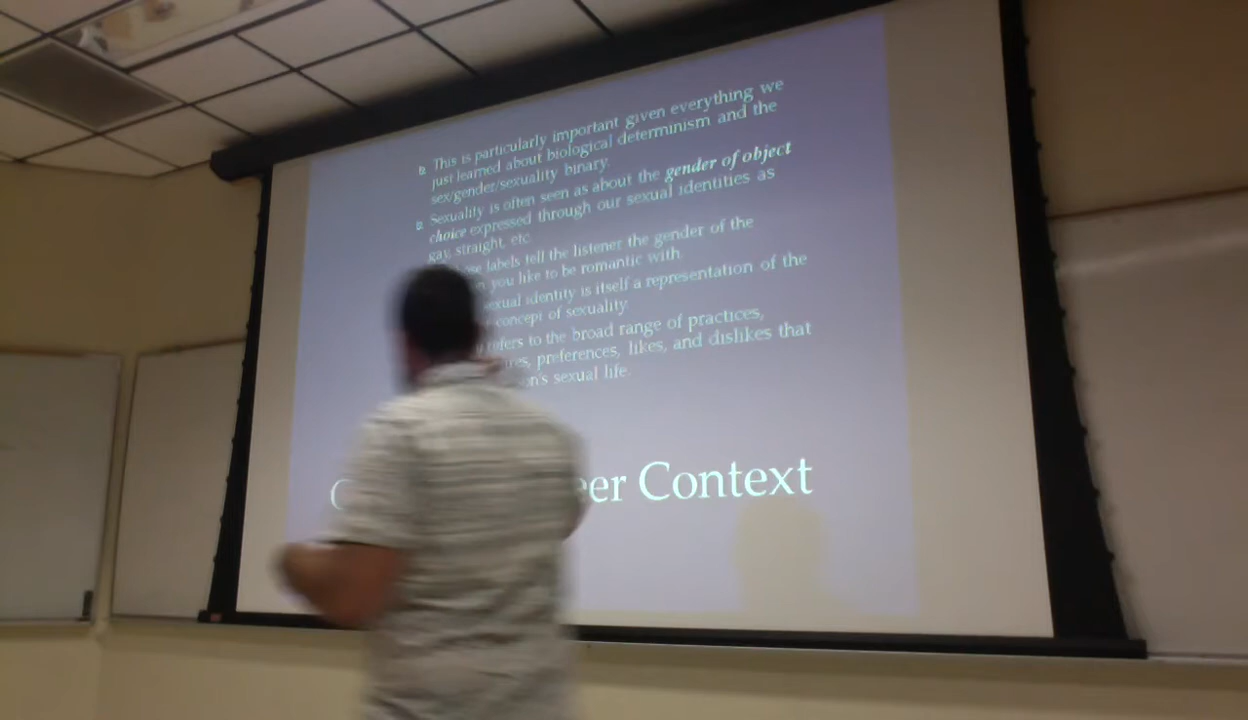 This is particularly important given everything we
just learned about biological determinism and the
sex/gender/sexuality binary.
Sexuality is often seen as about the gender of object
choice expressed through our sexual identities as
gay, straight, etc.
labels tell the listener the gender of the
you like to be romantic with
identity is itself a representation of the
concept of sexuality
refers to the broad range of practices,
preferences, likes, and dislikes that
sexual life.
Context